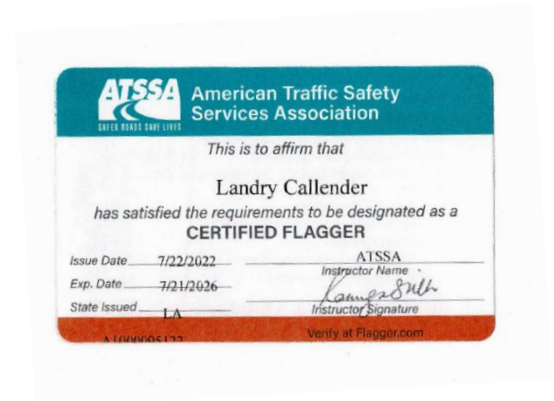 ATSSA
SAFER ROADS SAVE LIVES
American Traffic Safety
Services Association
This is to affirm that
Landry Callender
has satisfied the requirements to be designated as a
CERTIFIED FLAGGER
Issue Date 7/22/2022
ATSSA
Instructor Name
Exp. Date 7/21/2026
Instructor Signature
State Issued LA
Verify at Flagger.com